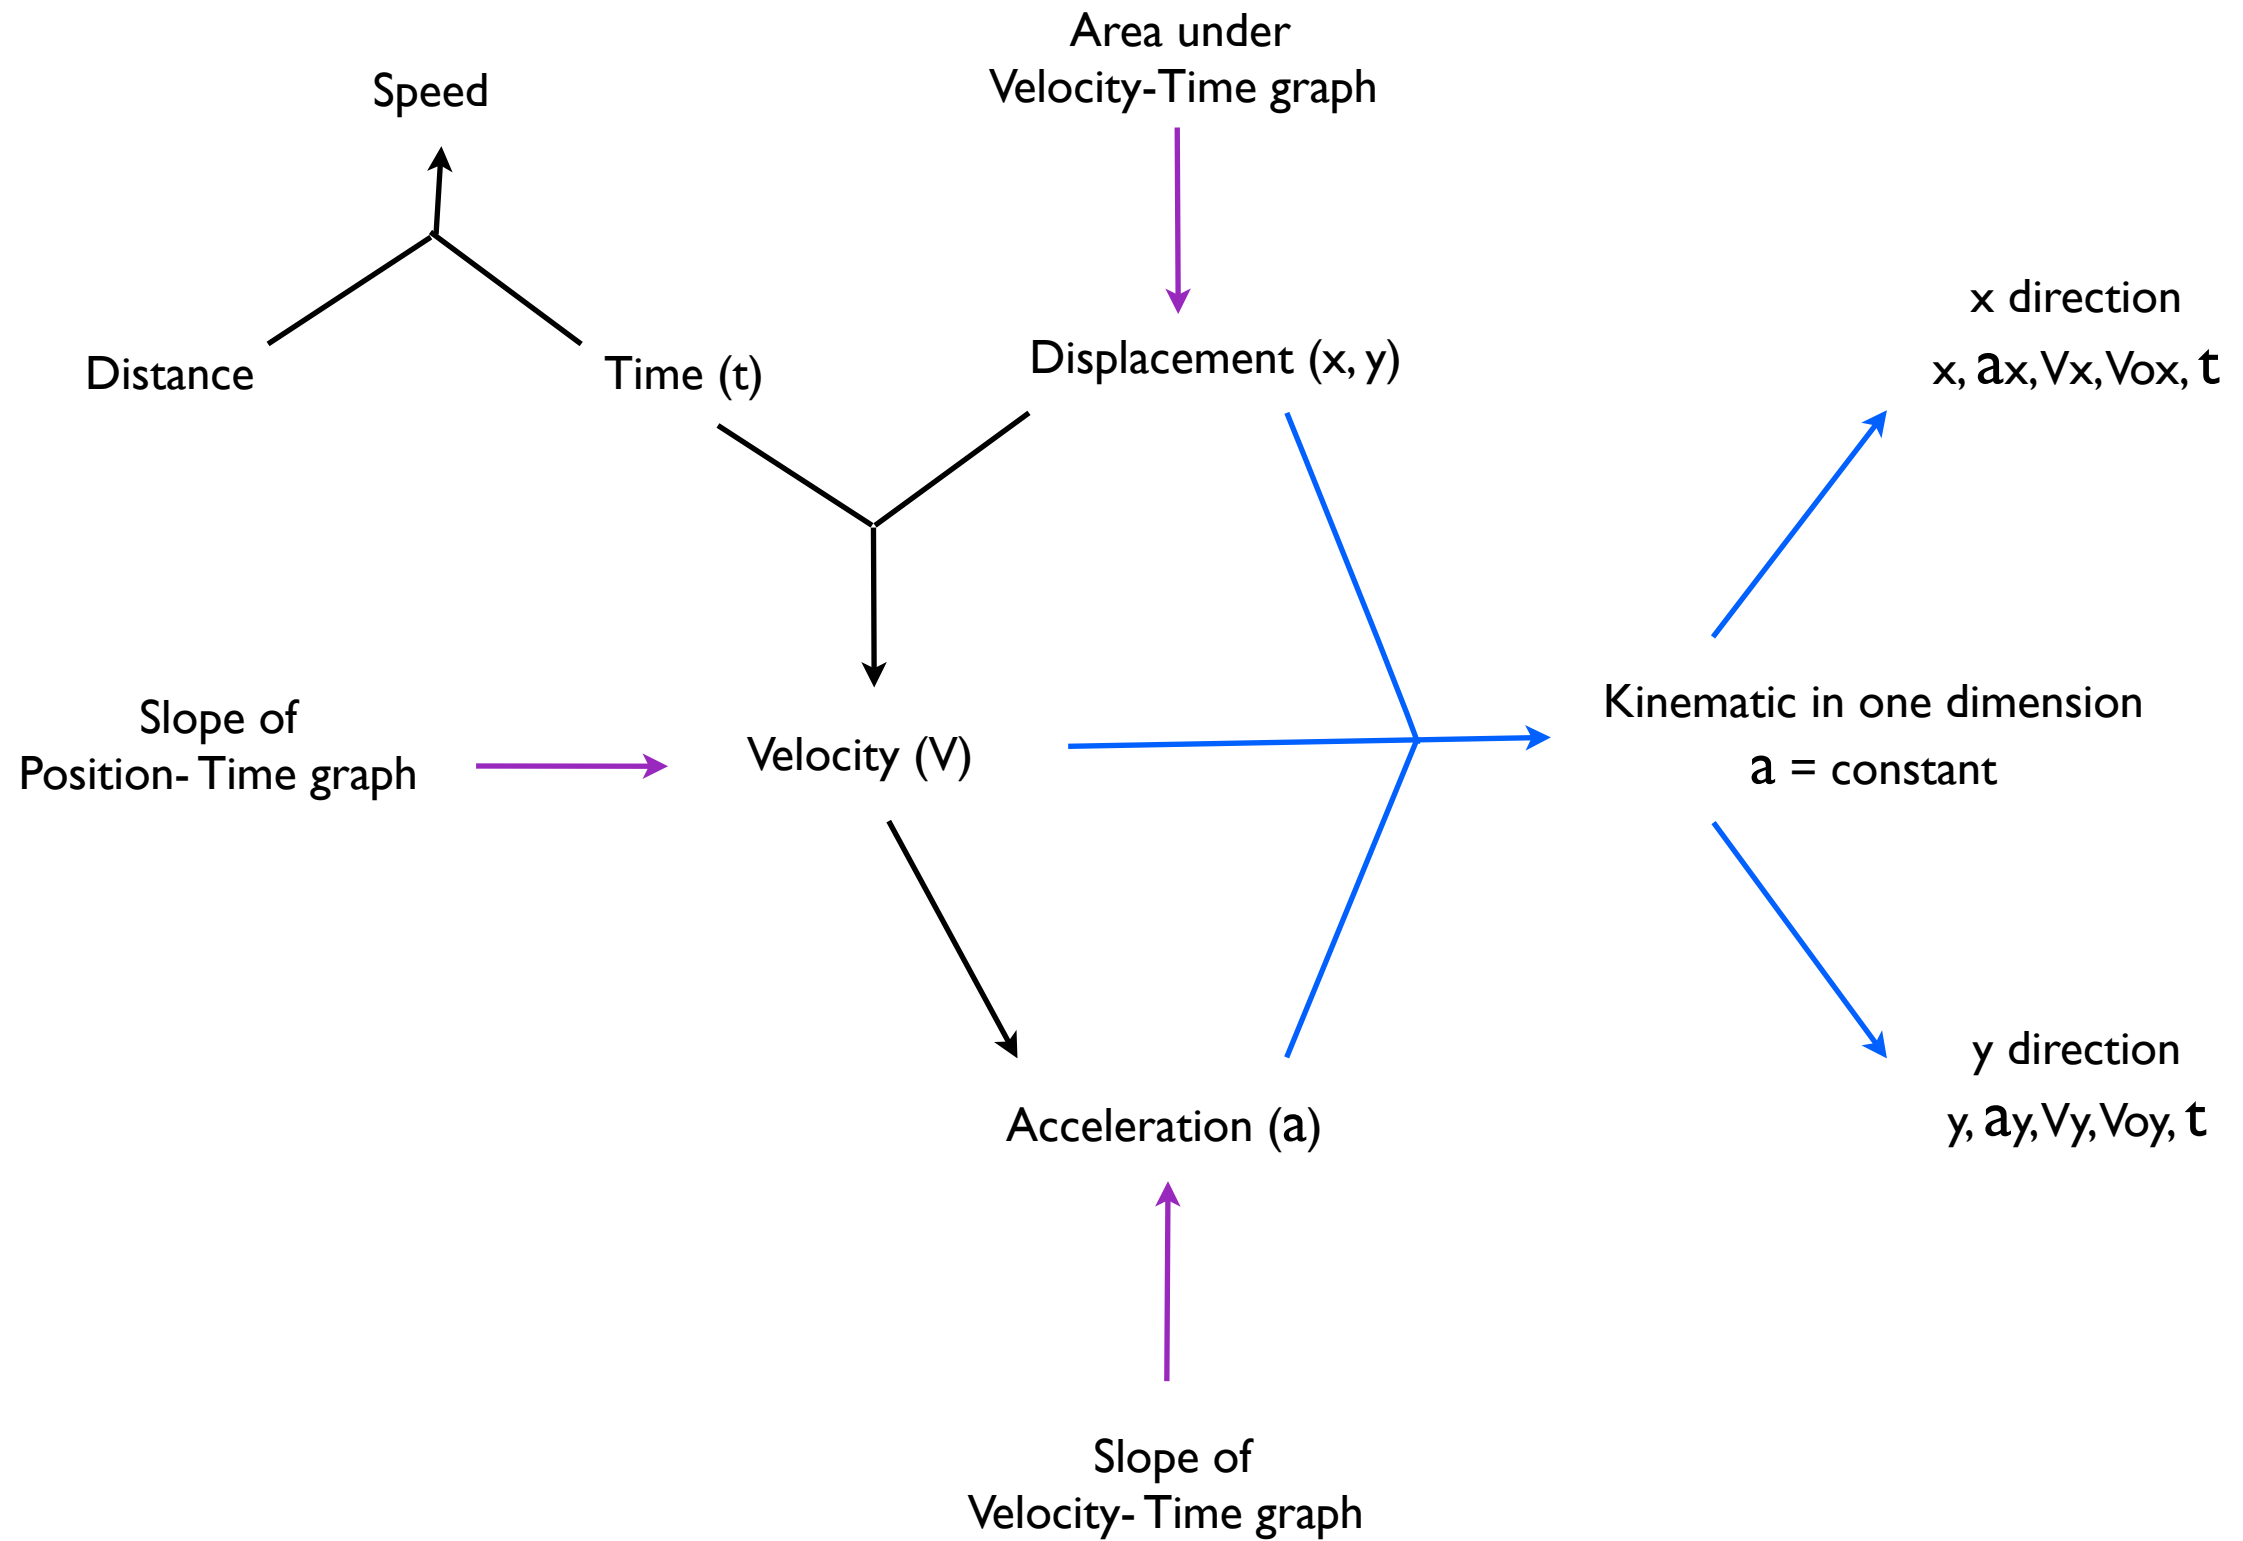 Area under
Velocity-Time graph
Speed
x direction
x, ax, Vx, Vox, t
Distance
Time (t)
Displacement (x, y)
Slope of
Position- Time graph
Velocity (V)
Kinematic in one dimension
a = constant
y direction
y, ay, Vy, Voy, t
Acceleration (a)
Slope of
Velocity- Time graph